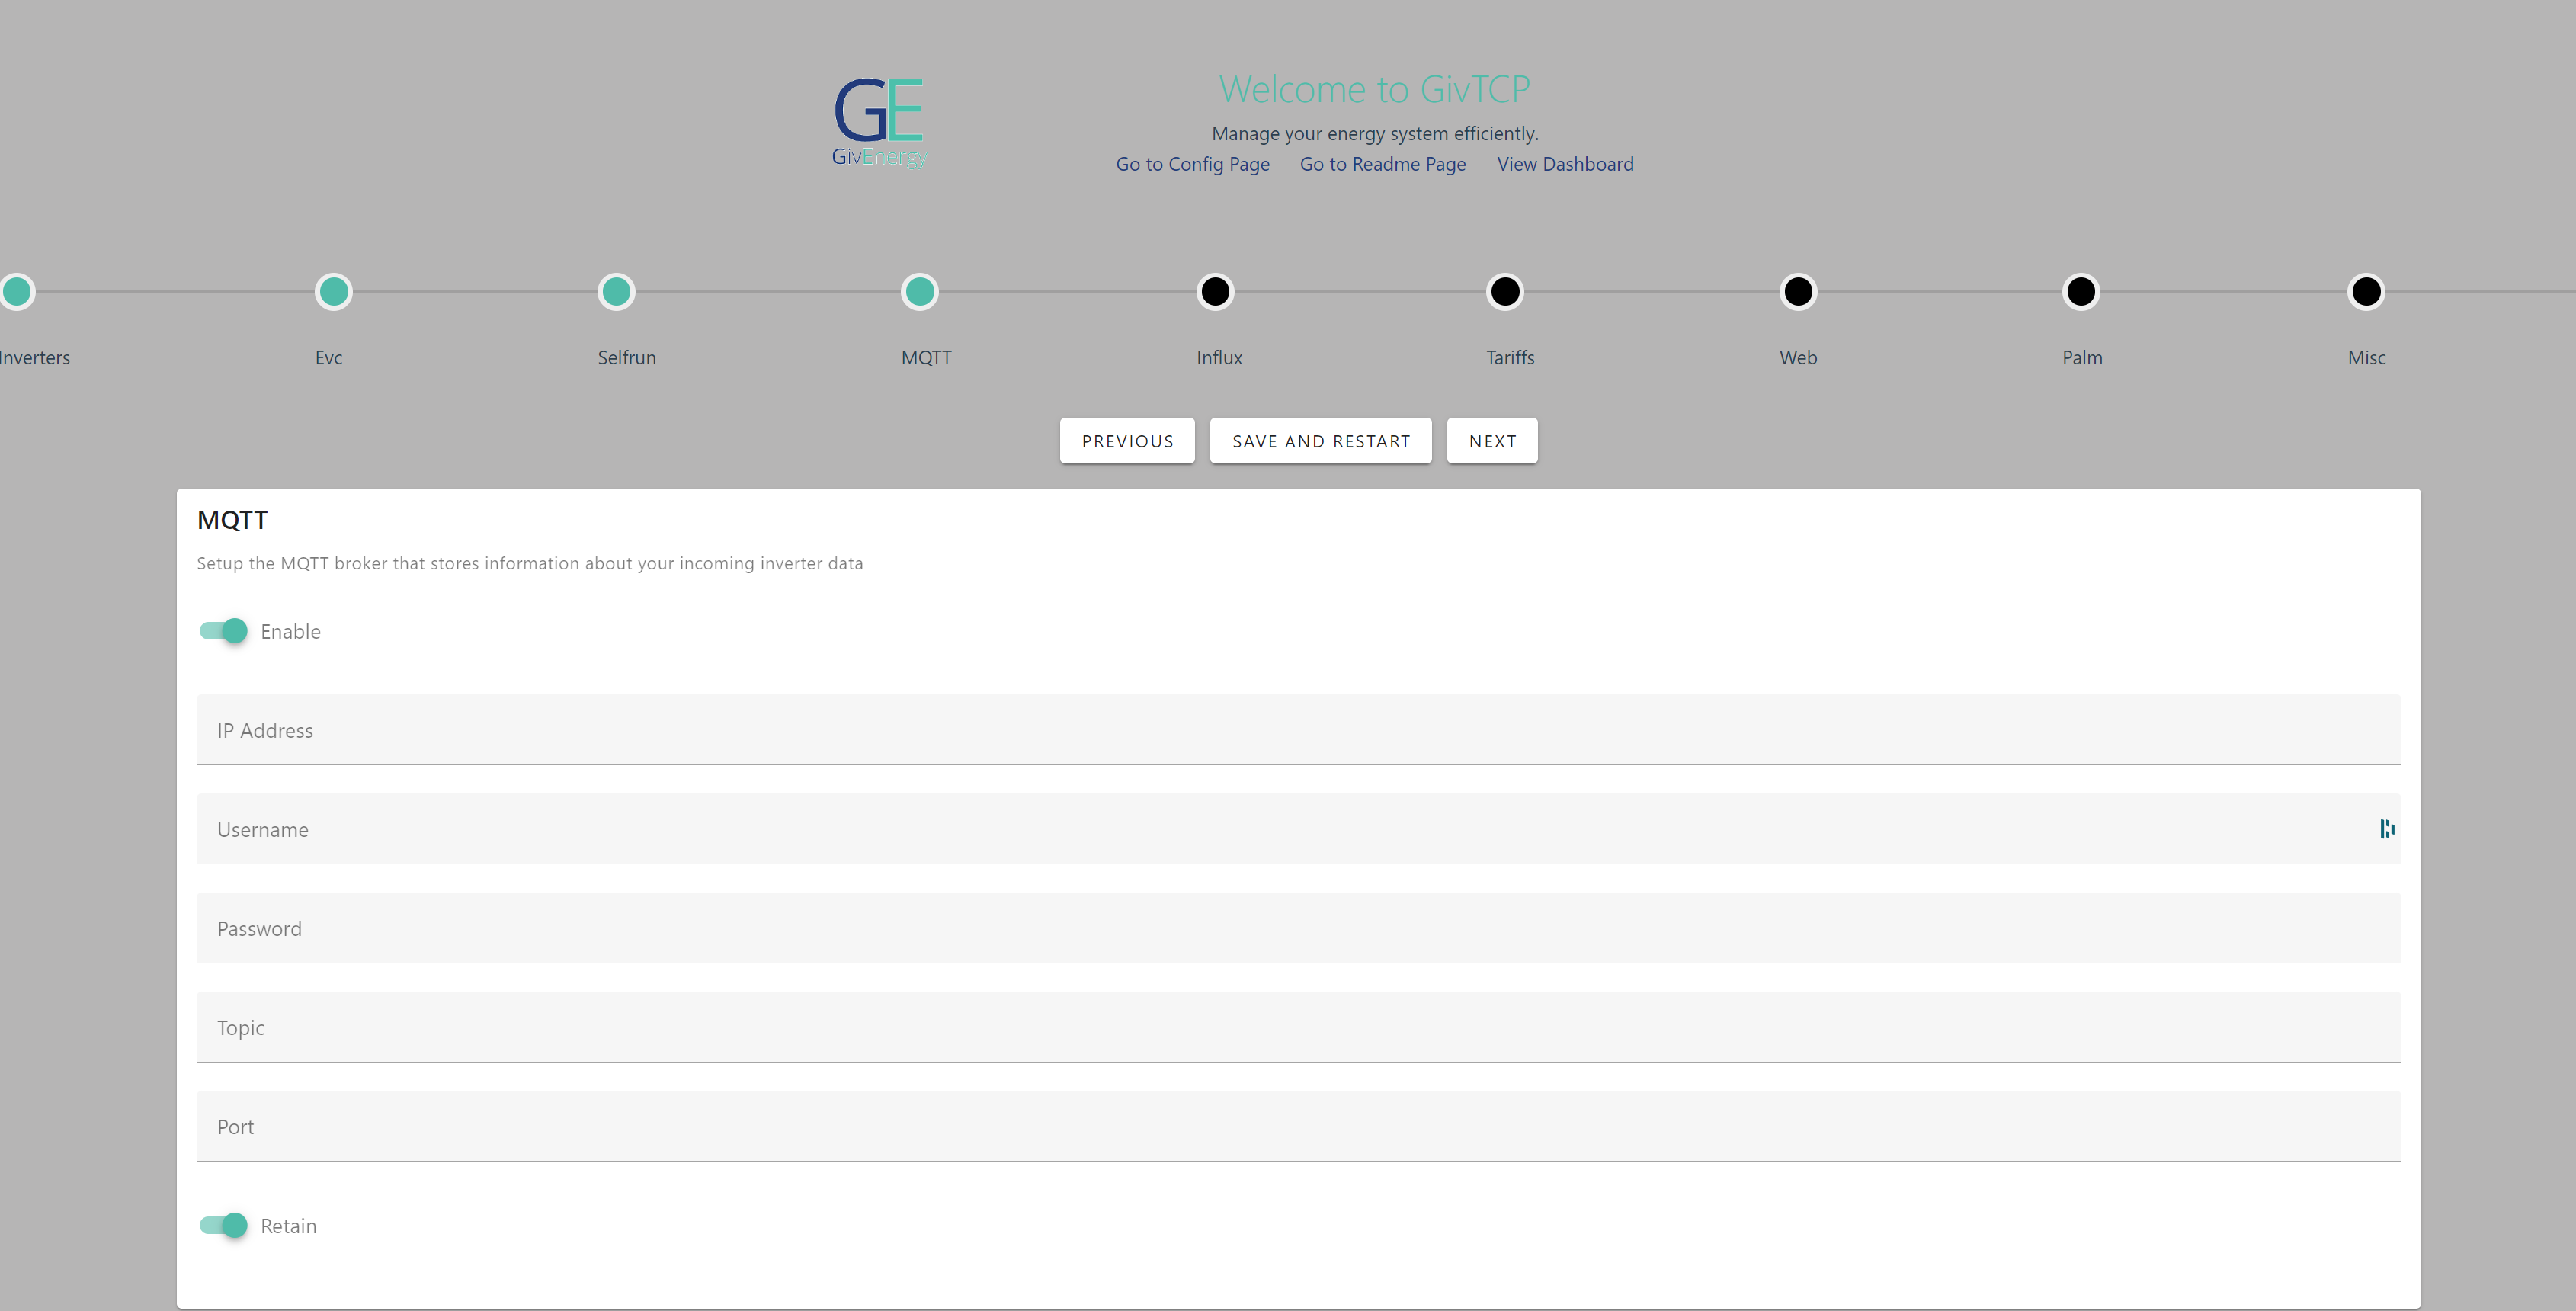 GE
GivEnergy
Welcome to GivTCP
Manage your energy system efficiently.
Go to Config Page Go to Readme Page View Dashboard
Inverters Evc Selfrun MQTT Influx Tariffs Web Palm Misc
PREVIOUS SAVE AND RESTART NEXT
MQTT
Setup the MQTT broker that stores information about your incoming inverter data
Enable
IP Address
Username
Password
Topic
Port
Retain